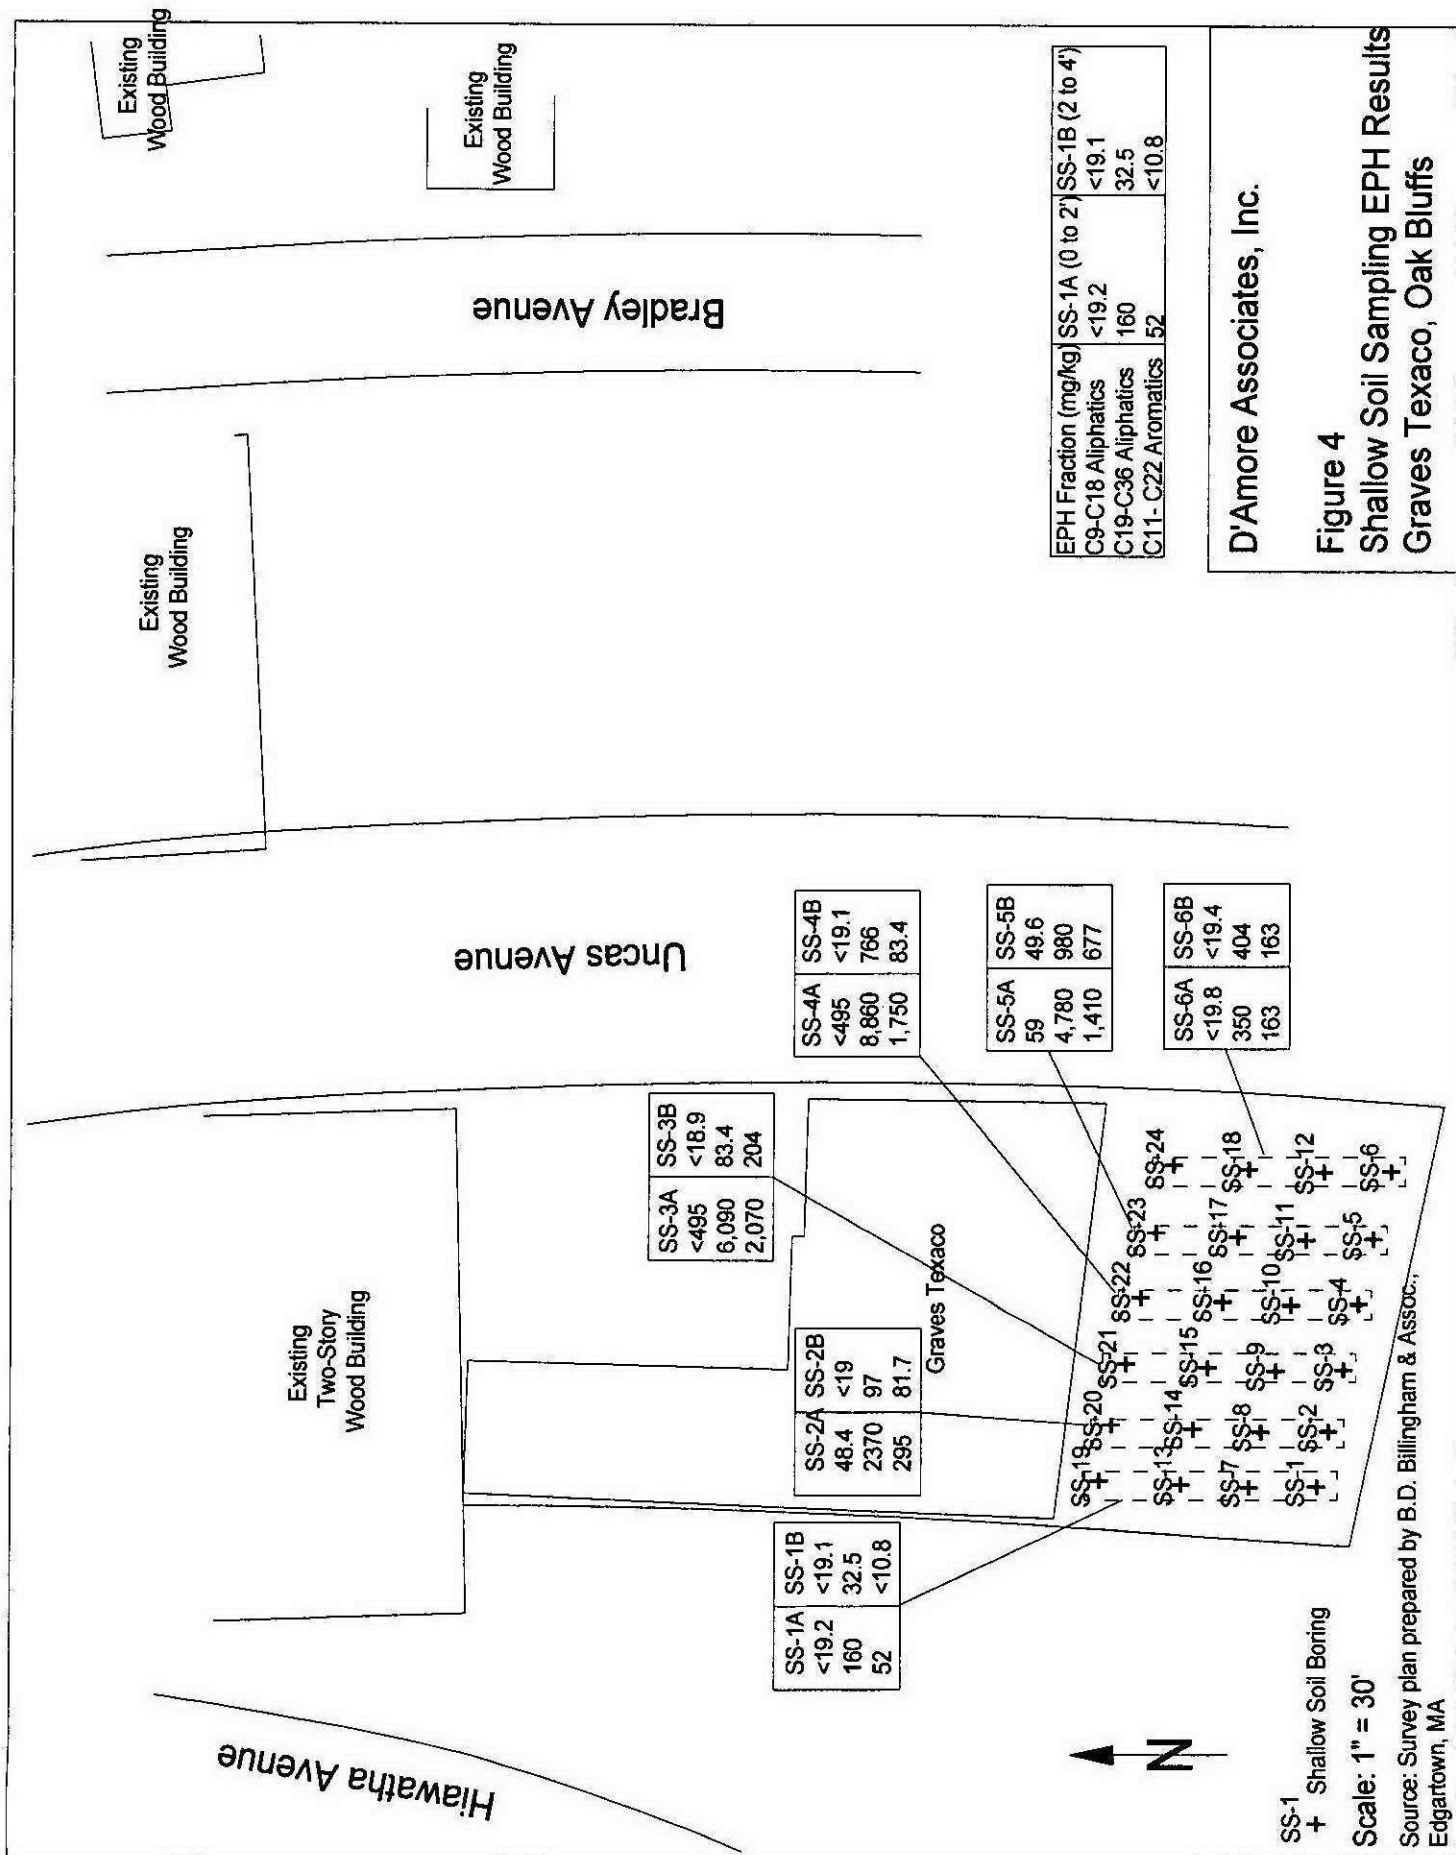 Existing
Wood Building
Existing
Wood Building
Existing
Wood Building
Existing
Two-Story
Wood Building
Hiawatha Avenue
Uncas Avenue
Bradley Avenue
SS-1A SS-1B
<19.2 <19.1
160 32.5
52 <10.8
SS-2A SS-2B
48.4 <19
2370 97
295 81.7
SS-3A SS-3B
<495 <18.9
6,090 83.4
2,070 204
SS-4A SS-4B
<495 <19.1
8,860 766
1,750 83.4
SS-5A SS-5B
59 49.6
4,780 980
1,410 677
SS-6A SS-6B
<19.8 <19.4
350 404
163 163
Graves Texaco
SS-19 SS-20 SS-21 SS-22 SS-23 SS-24
SS-13 SS-14 SS-15 SS-16 SS-17 SS-18
SS-7 SS-8 SS-9 SS-10 SS-11 SS-12
SS-1 SS-2 SS-3 SS-4 SS-5 SS-6
EPH Fraction (mg/kg) SS-1A (0 to 2') SS-1B (2 to 4')
C9-C18 Aliphatics <19.2 <19.1
C19-C36 Aliphatics 160 32.5
C11- C22 Aromatics 52 <10.8
N
SS-1
+ Shallow Soil Boring
Scale: 1" = 30'
Source: Survey plan prepared by B.D. Billingham & Assoc.,
Edgartown, MA
D'Amore Associates, Inc.
Figure 4
Shallow Soil Sampling EPH Results
Graves Texaco, Oak Bluffs